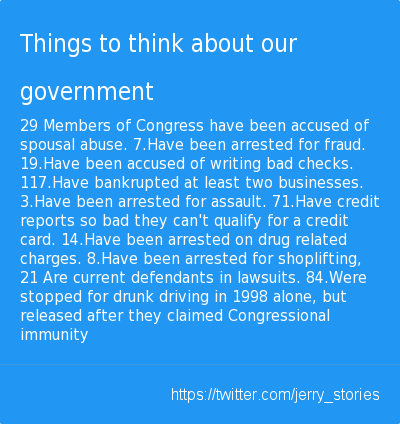 Things to think about our
government
29 Members of Congress have been accused of
spousal abuse. 7.Have been arrested for fraud.
19.Have been accused of writing bad checks.
117.Have bankrupted at least two businesses.
3.Have been arrested for assault. 71.Have credit
reports so bad they can't qualify for a credit
card. 14.Have been arrested on drug related
charges. 8.Have been arrested for shoplifting,
21 Are current defendants in lawsuits. 84.Were
stopped for drunk driving in 1998 alone, but
released after they claimed Congressional
immunity
https://twitter.com/jerry_stories